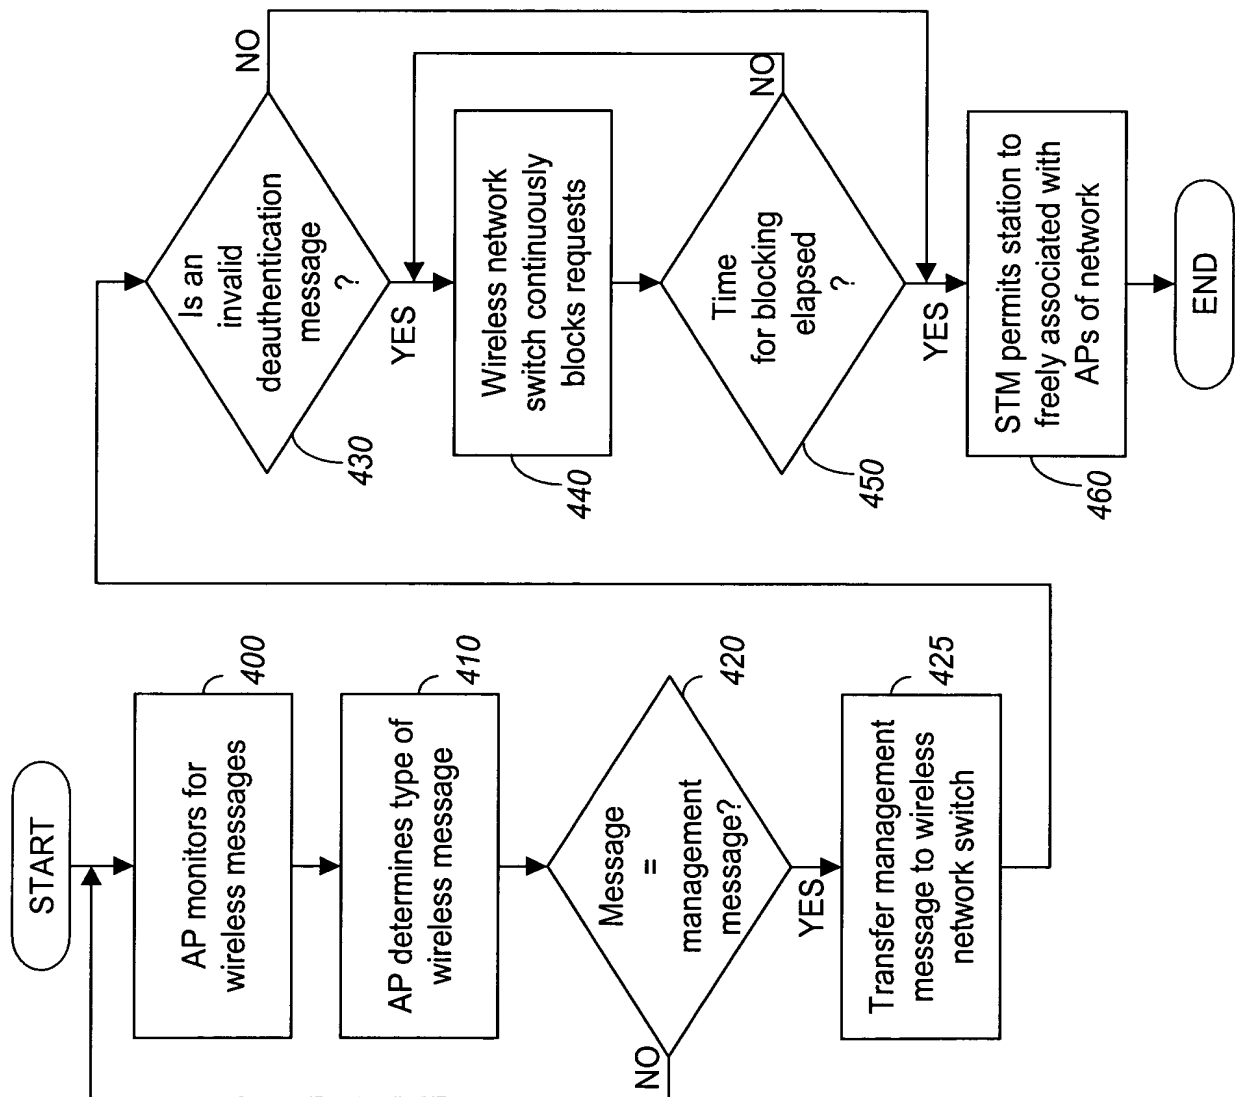 START
AP monitors for
wireless messages
400
AP determines type of
wireless message
410
Message
=
management
message?
420
NO
YES
Transfer management
message to wireless
network switch
425
Is an
invalid
deauthentication
message
?
430
NO
YES
Wireless network
switch continuously
blocks requests
440
Time
for blocking
elapsed
?
450
NO
YES
STM permits station to
freely associated with
APs of network
460
END